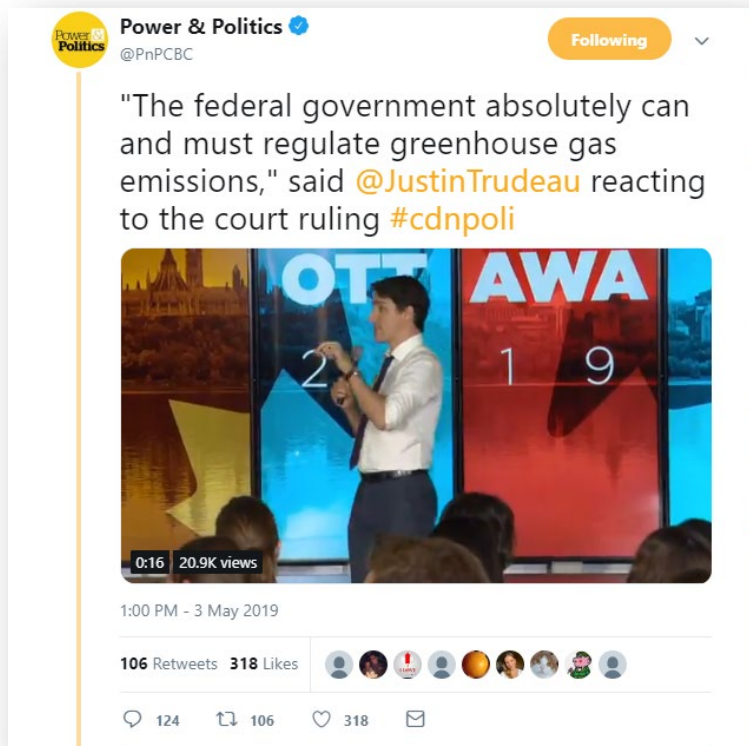 Power & Politics
Power & Politics
@PnPCBC
Following
"The federal government absolutely can
and must regulate greenhouse gas
emissions," said @JustinTrudeau reacting
to the court ruling #cdnpoli
OTTAWA
2 1 9
0:16 20.9K views
1:00 PM - 3 May 2019
106 Retweets 318 Likes
124 106 318